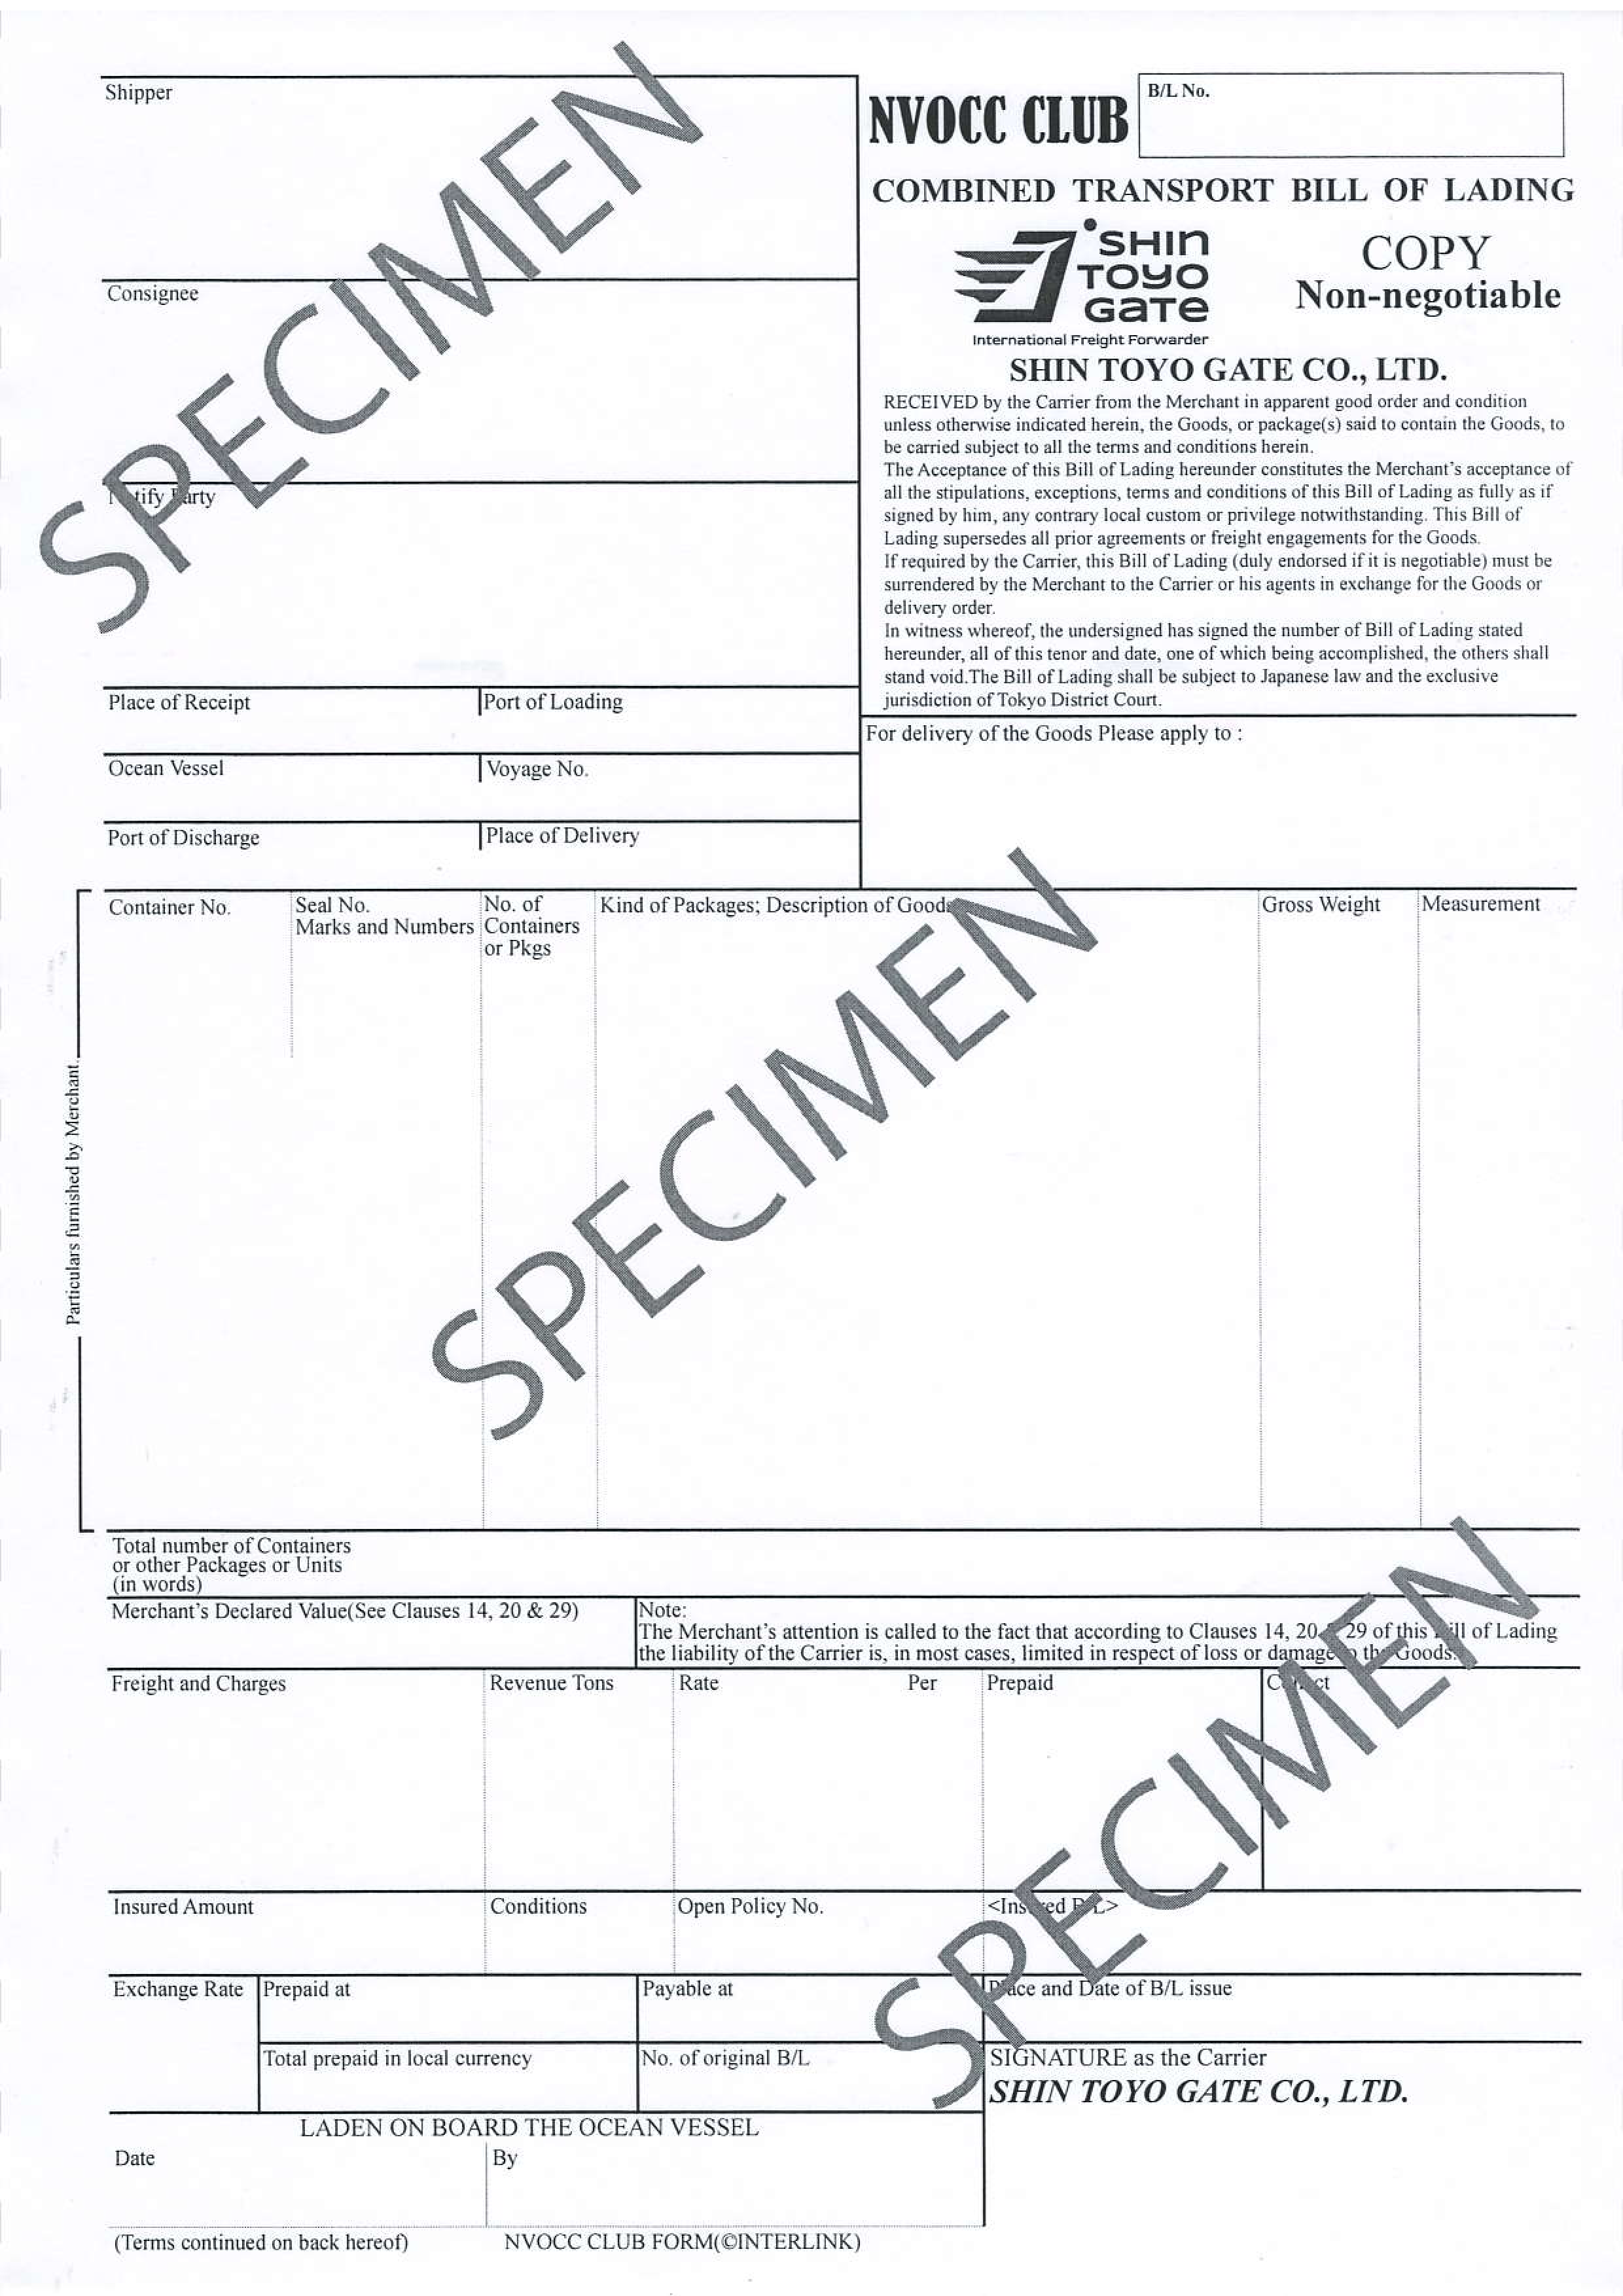 Shipper
NVOCC CLUB
B/L No.
COMBINED TRANSPORT BILL OF LADING
SHIN
TOYO
GATE
International Freight Forwarder
COPY
Non-negotiable
SHIN TOYO GATE CO., LTD.
RECEIVED by the Carrier from the Merchant in apparent good order and condition
unless otherwise indicated herein, the Goods, or package(s) said to contain the Goods, to
be carried subject to all the terms and conditions herein.
The Acceptance of this Bill of Lading hereunder constitutes the Merchant's acceptance of
all the stipulations, exceptions, terms and conditions of this Bill of Lading as fully as if
signed by him, any contrary local custom or privilege notwithstanding. This Bill of
Lading supersedes all prior agreements or freight engagements for the Goods.
If required by the Carrier, this Bill of Lading (duly endorsed if it is negotiable) must be
surrendered by the Merchant to the Carrier or his agents in exchange for the Goods or
delivery order.
In witness whereof, the undersigned has signed the number of Bill of Lading stated
hereunder, all of this tenor and date, one of which being accomplished, the others shall
stand void.The Bill of Lading shall be subject to Japanese law and the exclusive
jurisdiction of Tokyo District Court.
Consignee
Notify Party
SPECIMEN
Place of Receipt
Port of Loading
For delivery of the Goods Please apply to :
Ocean Vessel
Voyage No.
Port of Discharge
Place of Delivery
Container No.
Seal No.
Marks and Numbers
No. of
Containers
or Pkgs
Kind of Packages; Description of Goods
Gross Weight
Measurement
Particulars furnished by Merchant.
SPECIMEN
Total number of Containers
or other Packages or Units
(in words)
Merchant's Declared Value(See Clauses 14, 20 & 29)
Note:
The Merchant's attention is called to the fact that according to Clauses 14, 20 & 29 of this Bill of Lading
the liability of the Carrier is, in most cases, limited in respect of loss or damage to the Goods.
Freight and Charges
Revenue Tons
Rate
Per
Prepaid
Collect
SPECIMEN
Insured Amount
Conditions
Open Policy No.
<Insured B/L>
Exchange Rate
Prepaid at
Payable at
Place and Date of B/L issue
Total prepaid in local currency
No. of original B/L
SIGNATURE as the Carrier
SHIN TOYO GATE CO., LTD.
LADEN ON BOARD THE OCEAN VESSEL
Date
By
(Terms continued on back hereof)
NVOCC CLUB FORM(©INTERLINK)